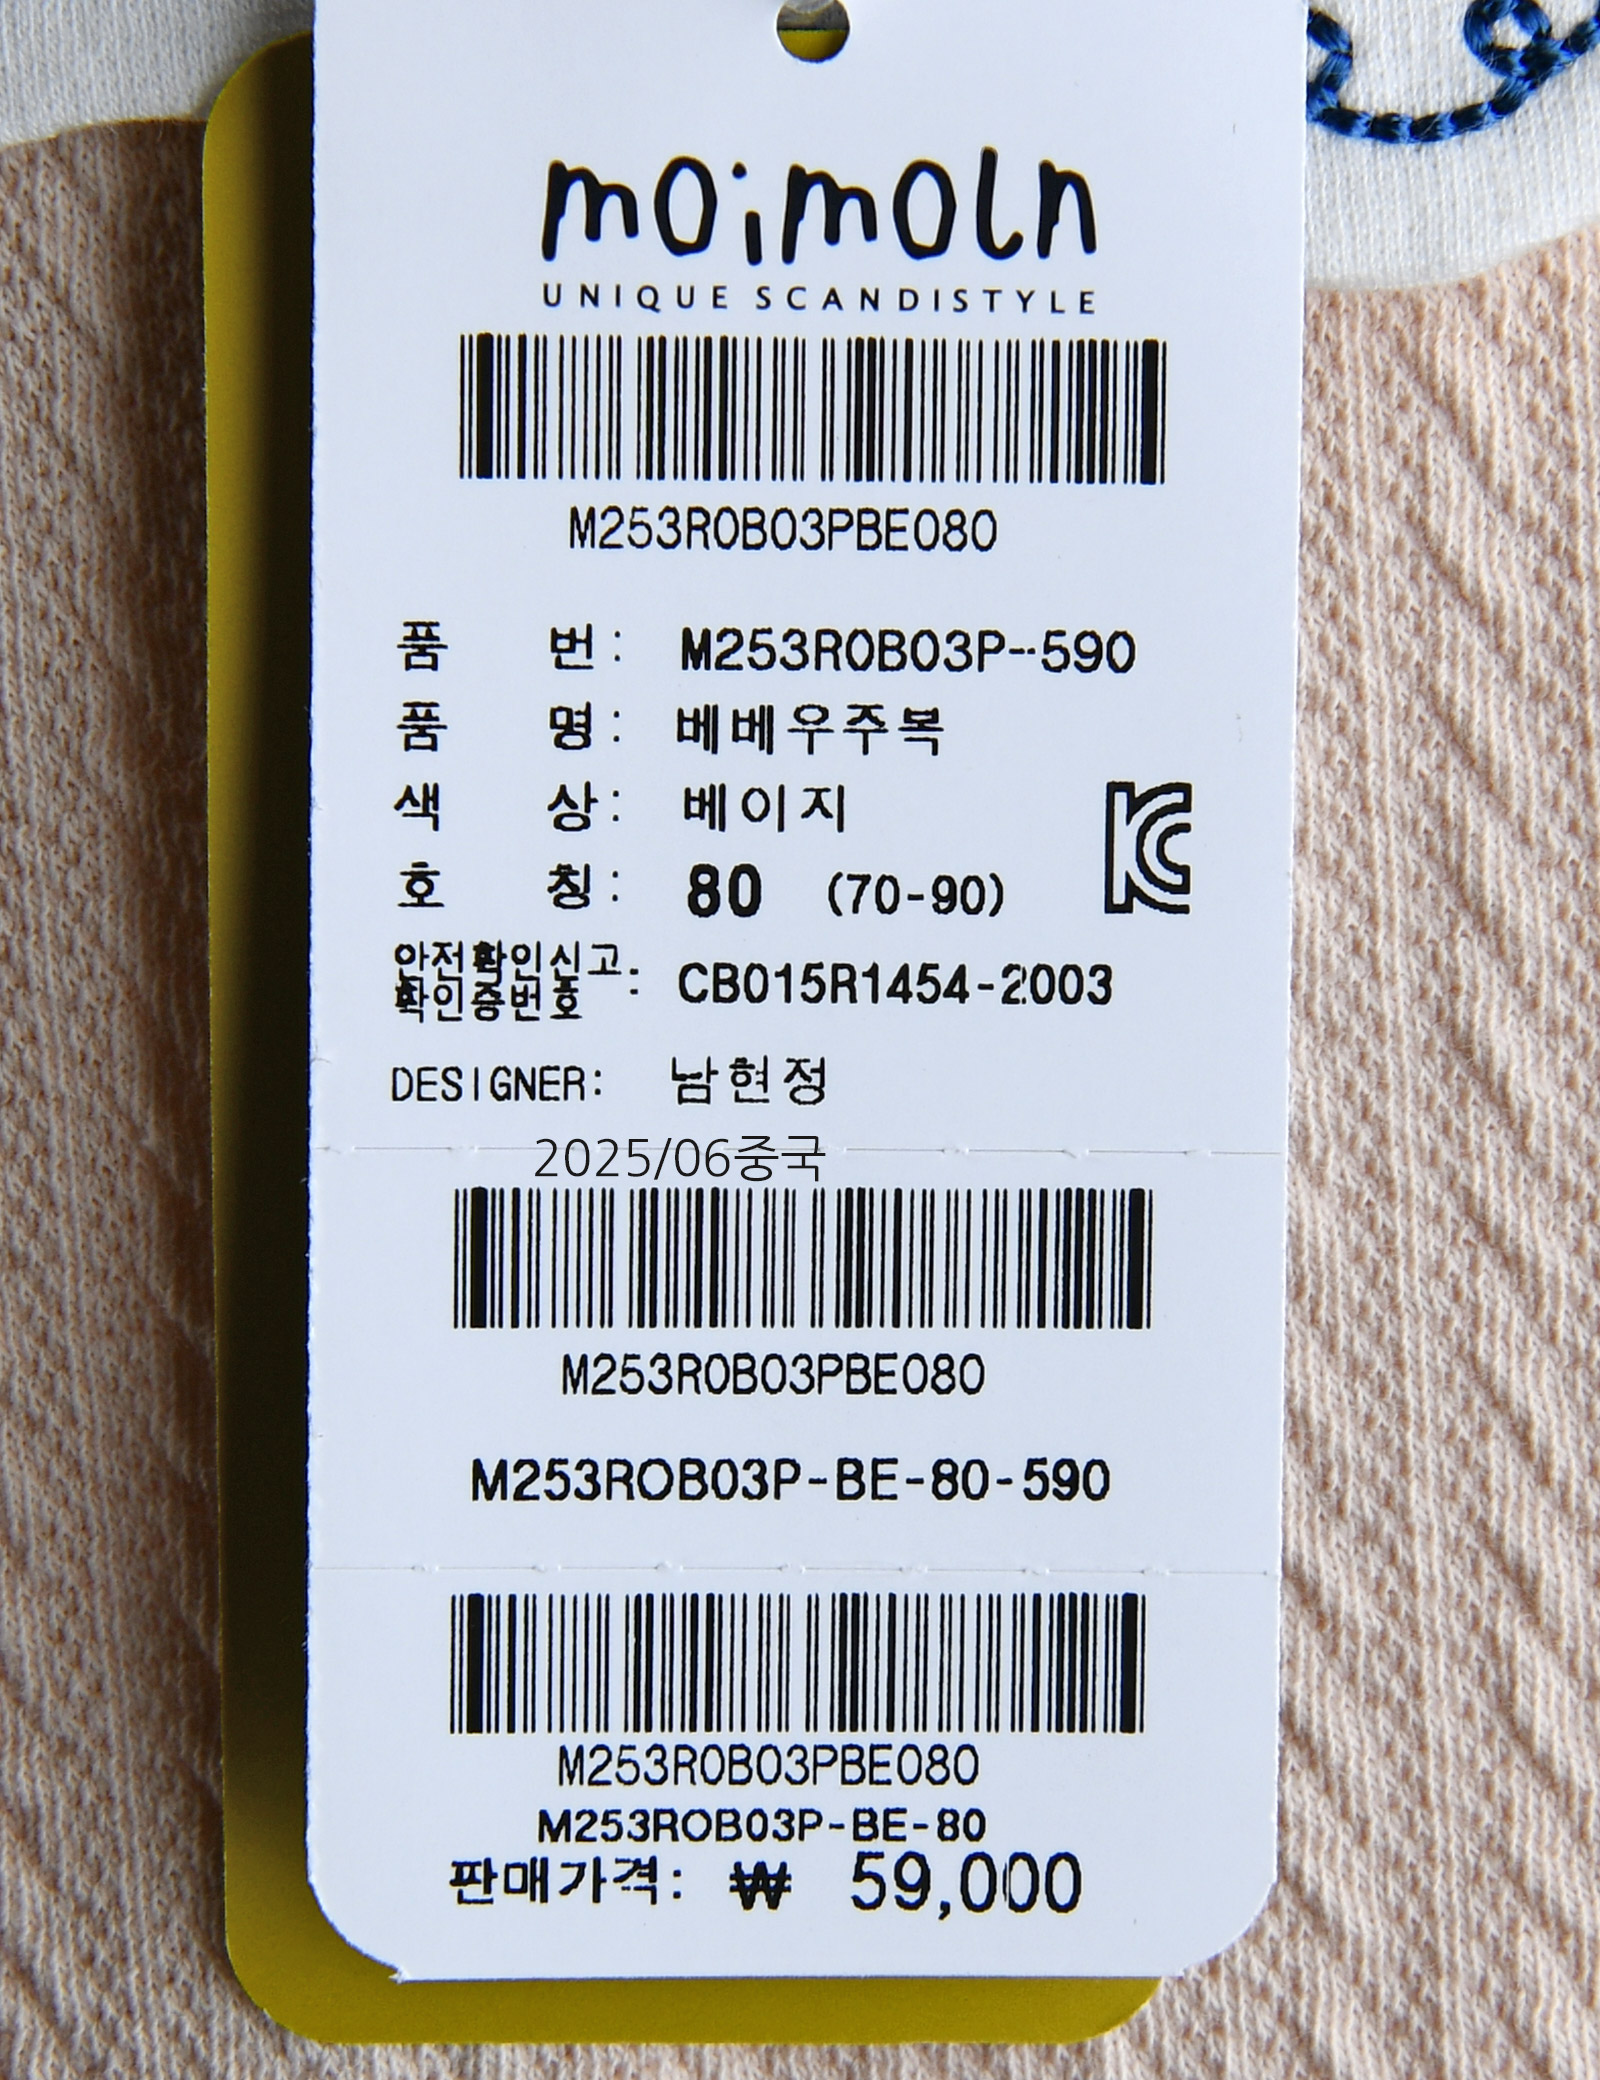 moimoln
UNIQUE SCANDISTYLE
M253R0B03PBE080
품 번: M253R0B03P-590
품 명: 베베우주복
색 상: 베이지
호 칭: 80 (70-90)
안전확인신고
확인증번호: CB015R1454-2003
DESIGNER: 남현정
2025/06중국
M253R0B03PBE080
M253R0B03P-BE-80-590
M253R0B03PBE080
M253R0B03P-BE-80
판매가격: ₩ 59,000